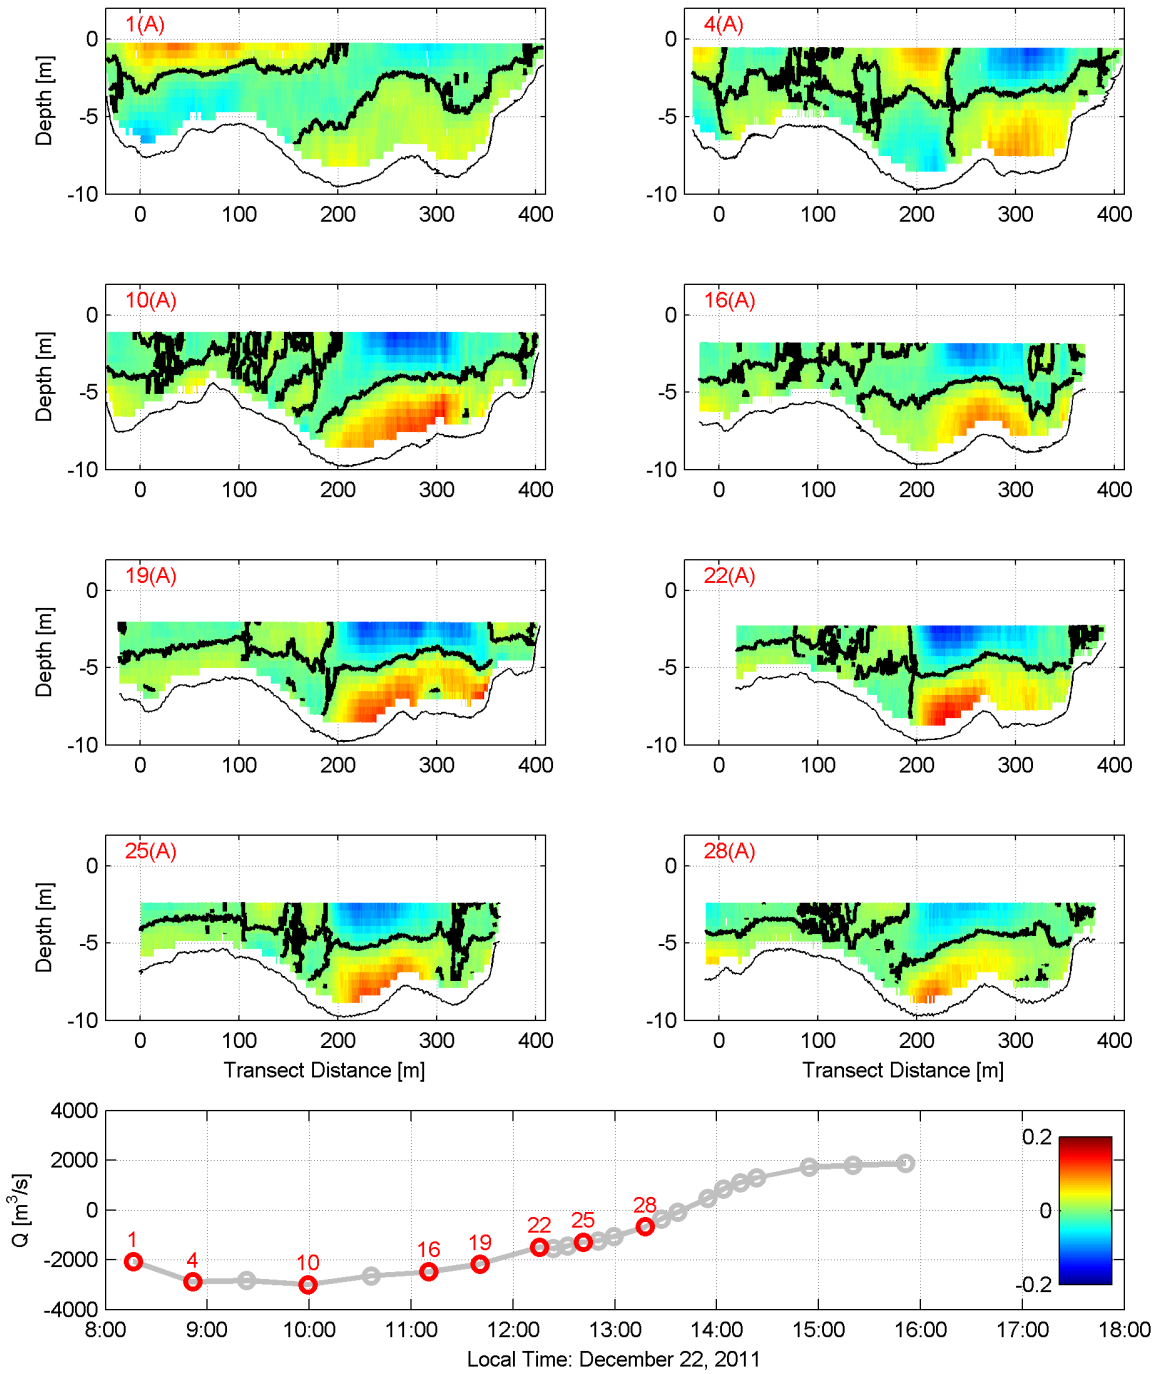 1(A)
4(A)
Depth [m]
0
-5
-10
0 100 200 300 400
0
-5
-10
0 100 200 300 400
10(A)
16(A)
Depth [m]
0
-5
-10
0 100 200 300 400
Depth [m]
0
-5
-10
0 100 200 300 400
19(A)
22(A)
Depth [m]
0
-5
-10
0 100 200 300 400
0
-5
-10
0 100 200 300 400
25(A)
28(A)
Depth [m]
0
-5
-10
0 100 200 300 400
Transect Distance [m]
0
-5
-10
0 100 200 300 400
Transect Distance [m]
Q [m³/s]
4000
2000
0
-2000
-4000
1
4
10
16
19
22
25
28
0.2
0
-0.2
8:00 9:00 10:00 11:00 12:00 13:00 14:00 15:00 16:00 17:00 18:00
Local Time: December 22, 2011